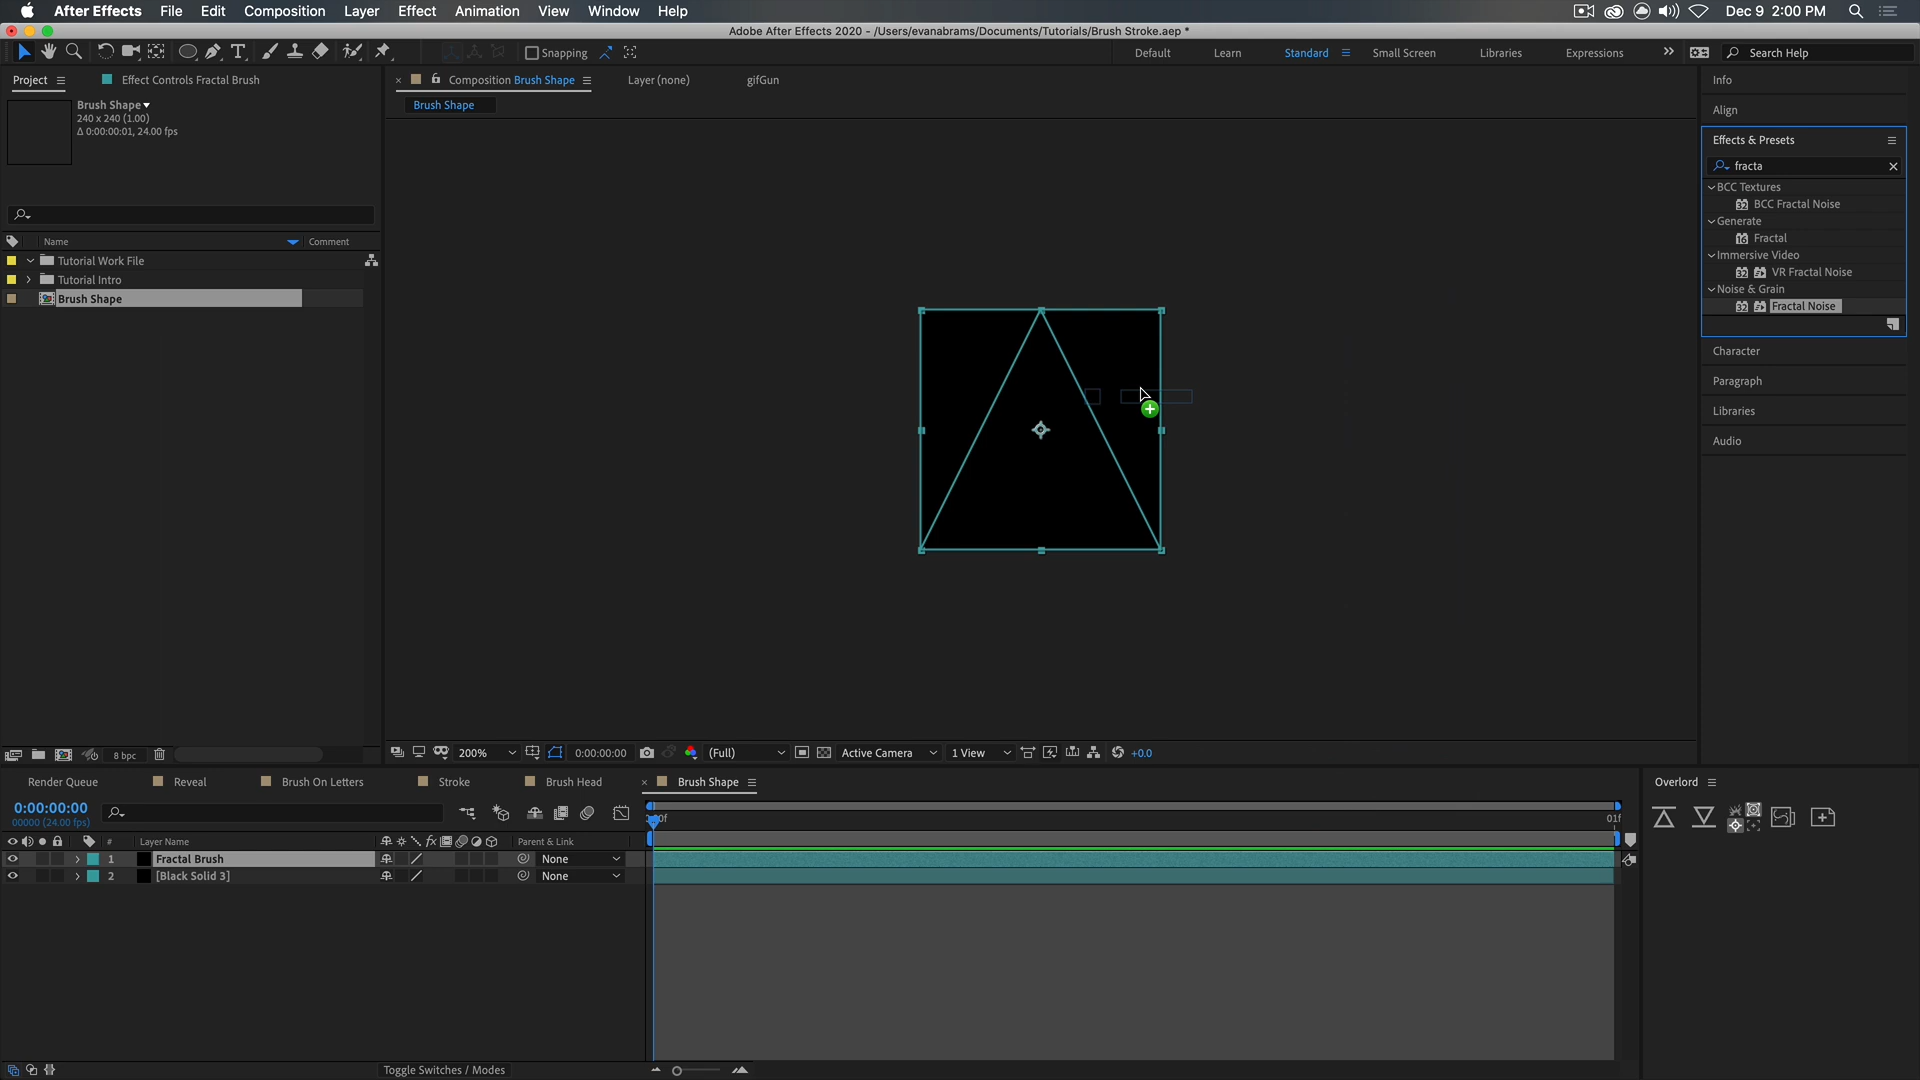 After Effects File Edit Composition Layer Effect Animation View Window Help Dec 9 2:00 PM
Adobe After Effects 2020 - /Users/evanabrams/Documents/Tutorials/Brush Stroke.aep *
Snapping Default Learn Standard Small Screen Libraries Expressions Search Help
Project Effect Controls Fractal Brush Composition Brush Shape Layer (none) gifGun Info
Brush Shape
240 x 240 (1.00)
Δ 0:00:00:01, 24.00 fps
Brush Shape
Align
Effects & Presets
fracta
BCC Textures
32 BCC Fractal Noise
Generate
16 Fractal
Immersive Video
32 VR Fractal Noise
Noise & Grain
32 Fractal Noise
Character
Paragraph
Libraries
Audio
Name Comment
Tutorial Work File
Tutorial Intro
Brush Shape
8 bpc
200% 0:00:00:00 (Full) Active Camera 1 View +0.0
Render Queue Reveal Brush On Letters Stroke Brush Head Brush Shape Overlord
0:00:00:00
00000 (24.00 fps)
01f
# Layer Name fx Parent & Link
1 Fractal Brush None
2 [Black Solid 3] None
Toggle Switches / Modes